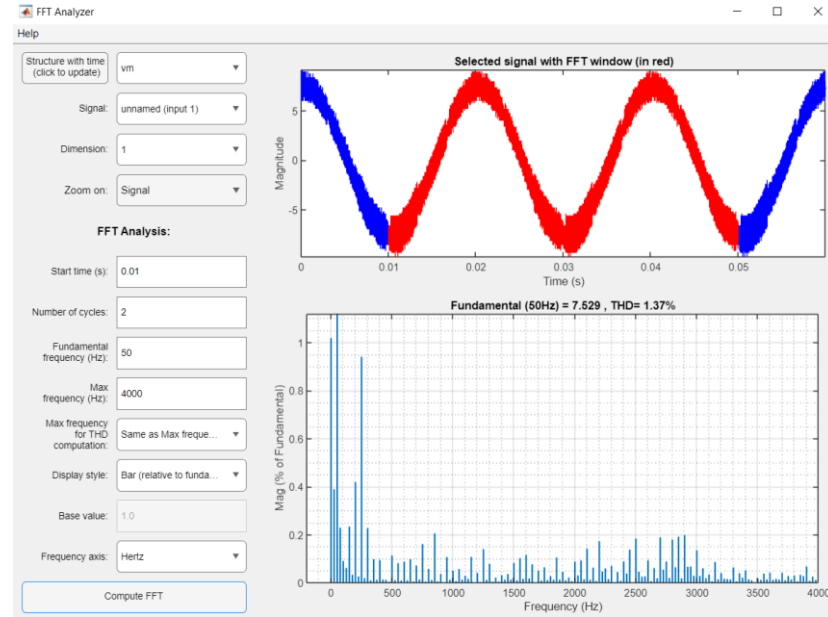 FFT Analyzer
Help
Structure with time
(click to update)
vm
Signal:
unnamed (input 1)
Dimension:
1
Zoom on:
Signal
FFT Analysis:
Start time (s):
0.01
Number of cycles:
2
Fundamental
frequency (Hz):
50
Max
frequency (Hz):
4000
Max frequency
for THD
computation:
Same as Max freque...
Display style:
Bar (relative to funda...
Base value:
1.0
Frequency axis:
Hertz
Compute FFT
Selected signal with FFT window (in red)
Magnitude
5
0
-5
0 0.01 0.02 0.03 0.04 0.05
Time (s)
Fundamental (50Hz) = 7.529 , THD= 1.37%
Mag (% of Fundamental)
1
0.8
0.6
0.4
0.2
0
0 500 1000 1500 2000 2500 3000 3500 4000
Frequency (Hz)